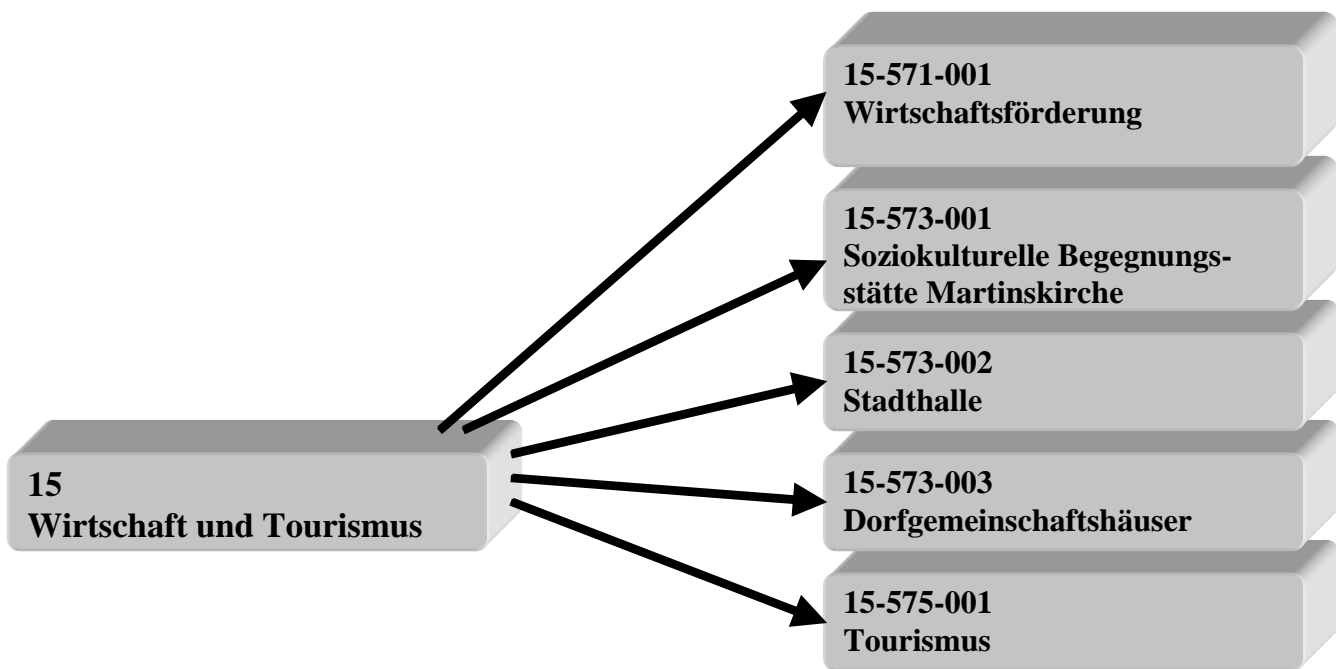 15
Wirtschaft und Tourismus
15-571-001
Wirtschaftsförderung
15-573-001
Soziokulturelle Begegnungs-
stätte Martinskirche
15-573-002
Stadthalle
15-573-003
Dorfgemeinschaftshäuser
15-575-001
Tourismus